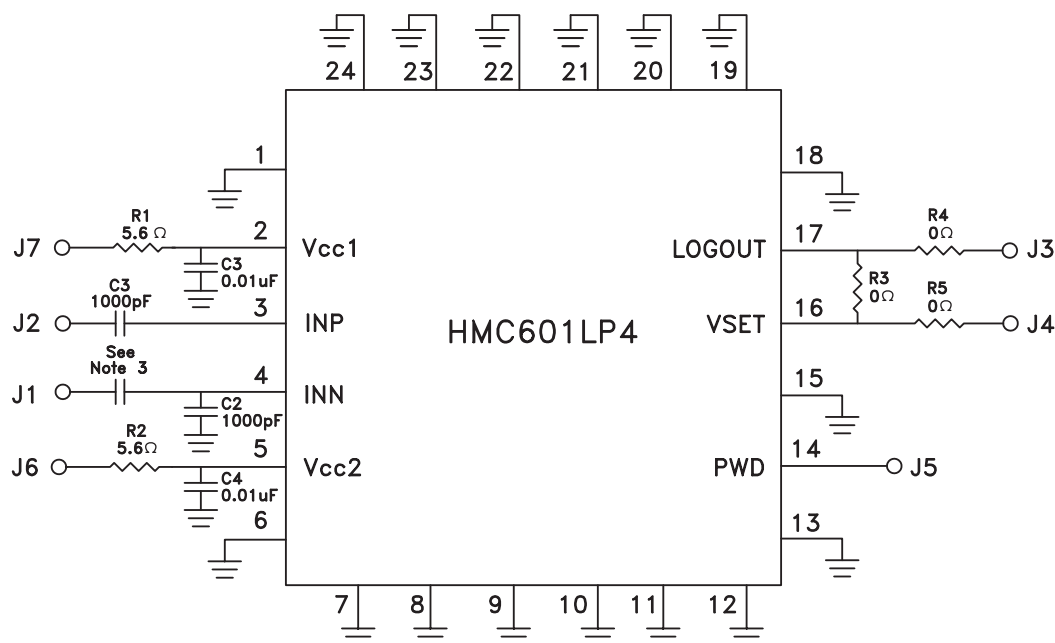 24 23 22 21 20 19
1
18
R1
5.6 Ω
J7
2
Vcc1
C3
0.01uF
C3
1000pF
J2
3
INP
See
Note 3
J1
4
INN
C2
1000pF
R2
5.6Ω
J6
5
Vcc2
C4
0.01uF
6
HMC601LP4
LOGOUT
17
R4
0Ω
J3
R3
0Ω
VSET
16
R5
0Ω
J4
15
PWD
14
J5
13
7 8 9 10 11 12